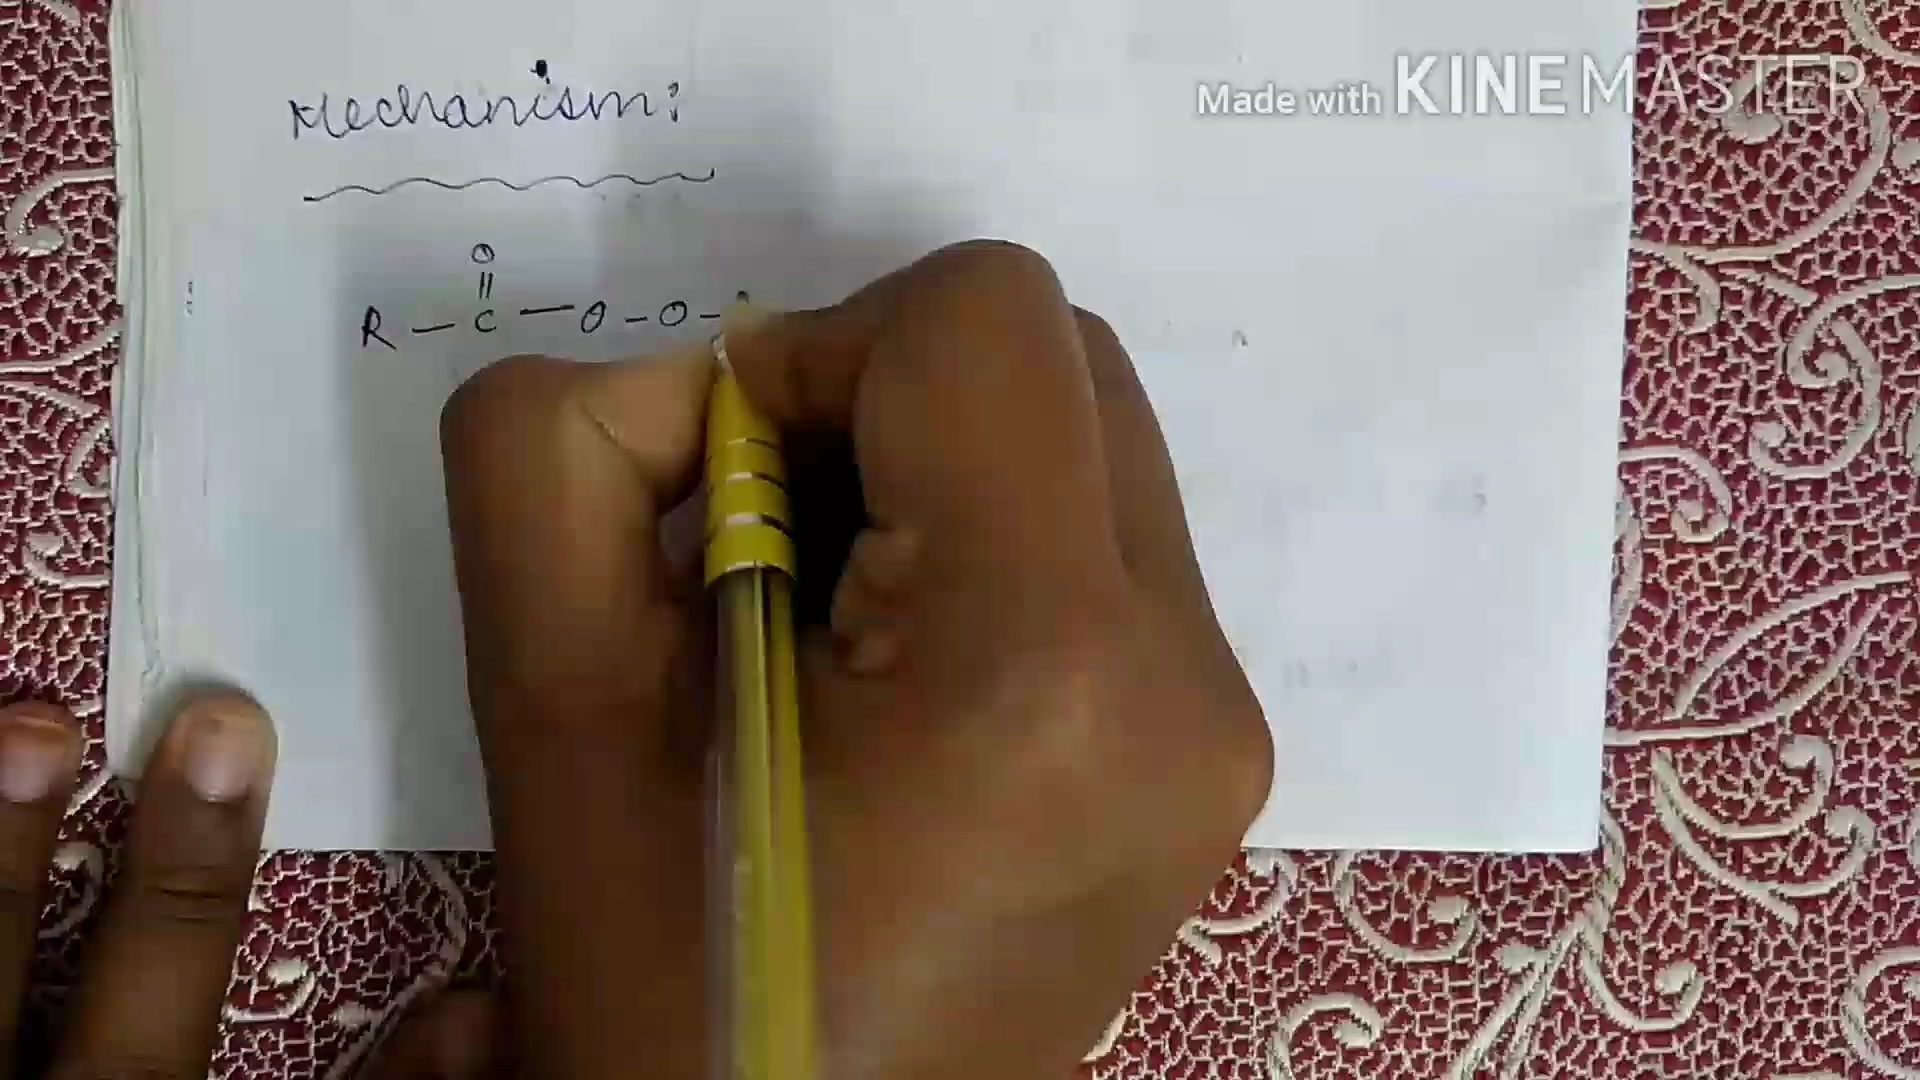 Made with KINEMASTER
Mechanism:
O
||
R — C — O - O -